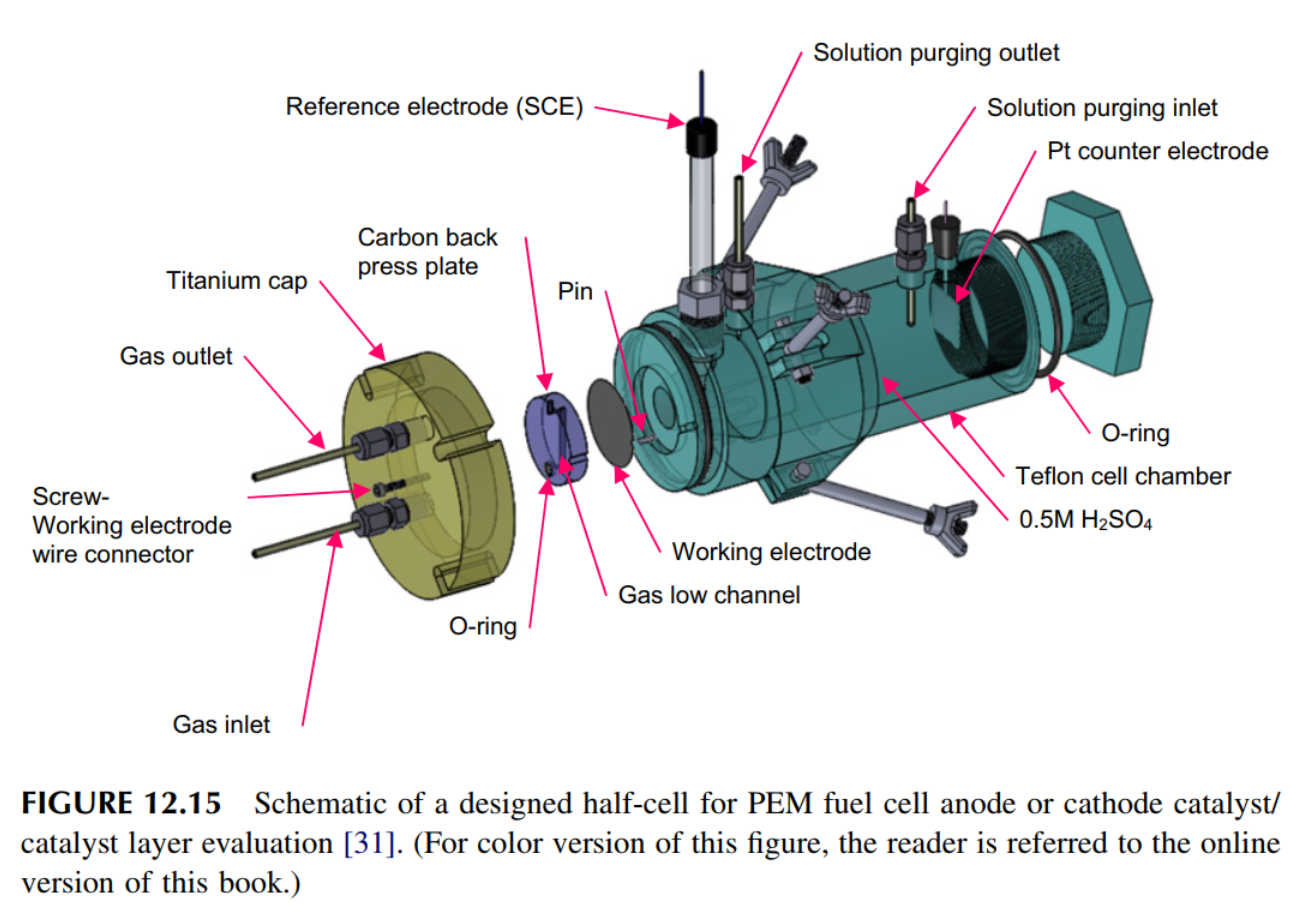 Solution purging outlet
Reference electrode (SCE)
Solution purging inlet
Pt counter electrode
Carbon back
press plate
Titanium cap
Pin
Gas outlet
O-ring
Teflon cell chamber
Screw-
Working electrode
wire connector
0.5M H₂SO₄
Working electrode
Gas low channel
O-ring
Gas inlet
FIGURE 12.15 Schematic of a designed half-cell for PEM fuel cell anode or cathode catalyst/
catalyst layer evaluation [31]. (For color version of this figure, the reader is referred to the online
version of this book.)